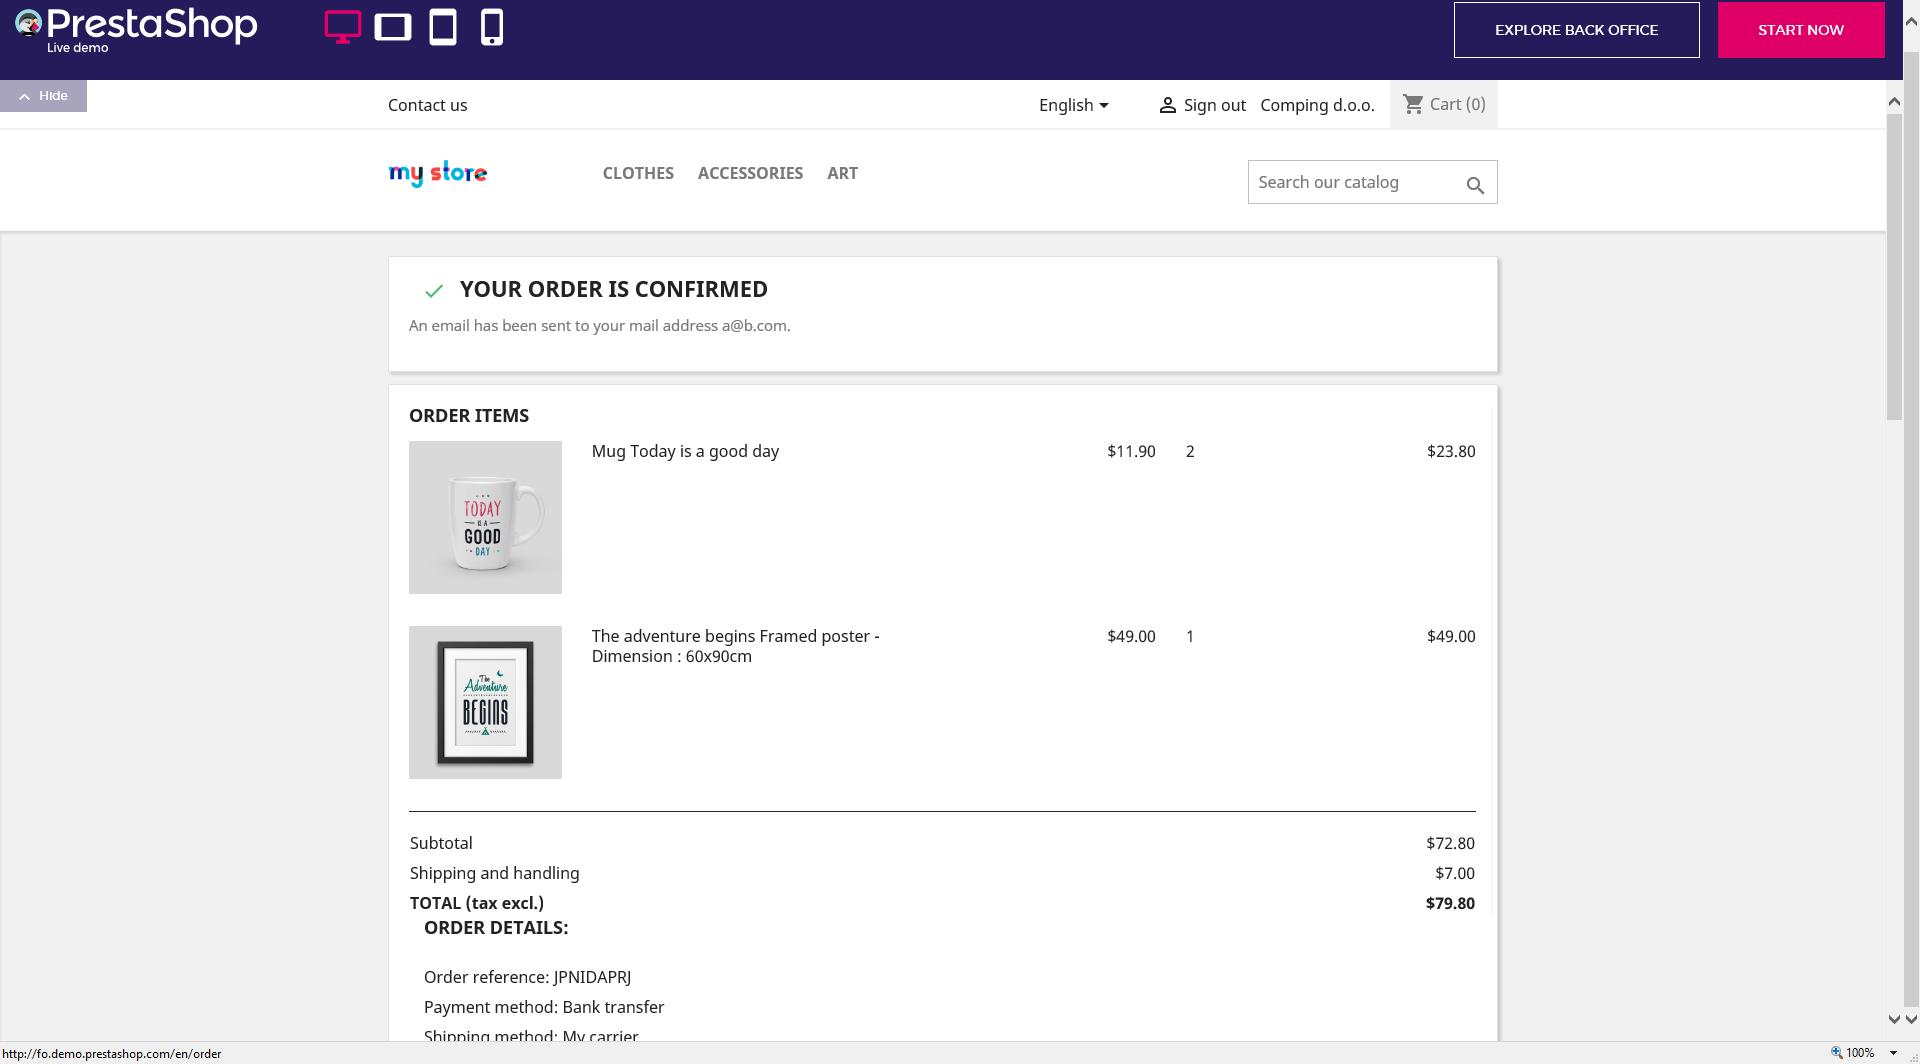 PrestaShop
Live demo
EXPLORE BACK OFFICE
START NOW
Hide
Contact us
English
Sign out
Comping d.o.o.
Cart (0)
my store
CLOTHES
ACCESSORIES
ART
Search our catalog
YOUR ORDER IS CONFIRMED
An email has been sent to your mail address a@b.com.
ORDER ITEMS
TODAY
IS A
GOOD
DAY
Mug Today is a good day
$11.90
2
$23.80
The
Adventure
BEGINS
The adventure begins Framed poster -
Dimension : 60x90cm
$49.00
1
$49.00
Subtotal
$72.80
Shipping and handling
$7.00
TOTAL (tax excl.)
$79.80
ORDER DETAILS:
Order reference: JPNIDAPRJ
Payment method: Bank transfer
Shipping method: My carrier
http://fo.demo.prestashop.com/en/order
100%